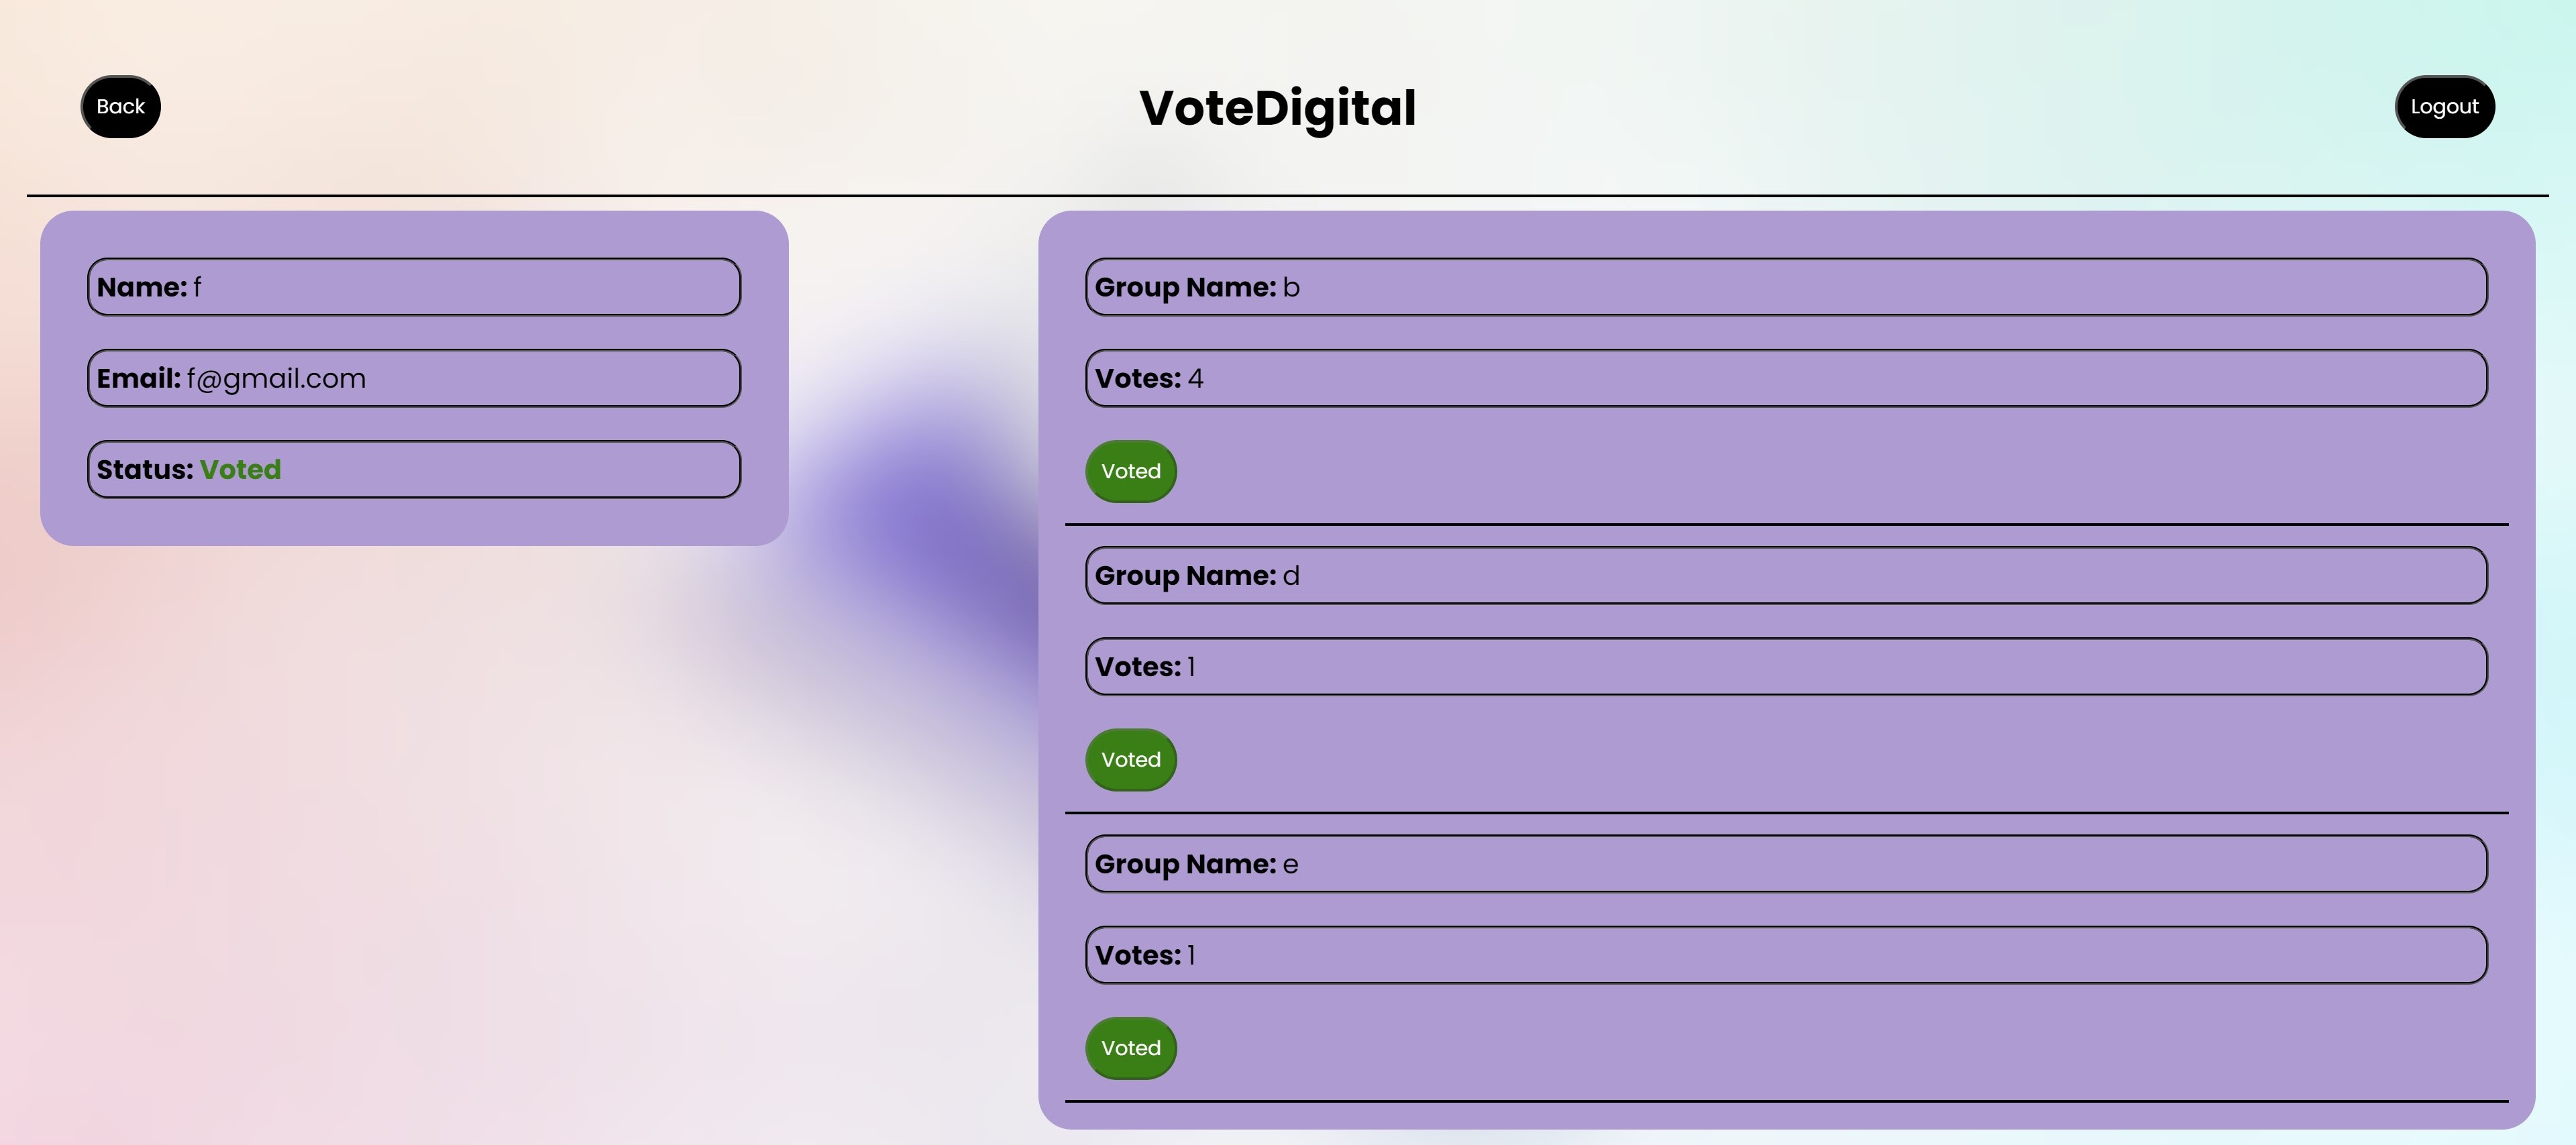 Back
VoteDigital
Logout
Name: f
Email: f@gmail.com
Status: Voted
Group Name: b
Votes: 4
Voted
Group Name: d
Votes: 1
Voted
Group Name: e
Votes: 1
Voted